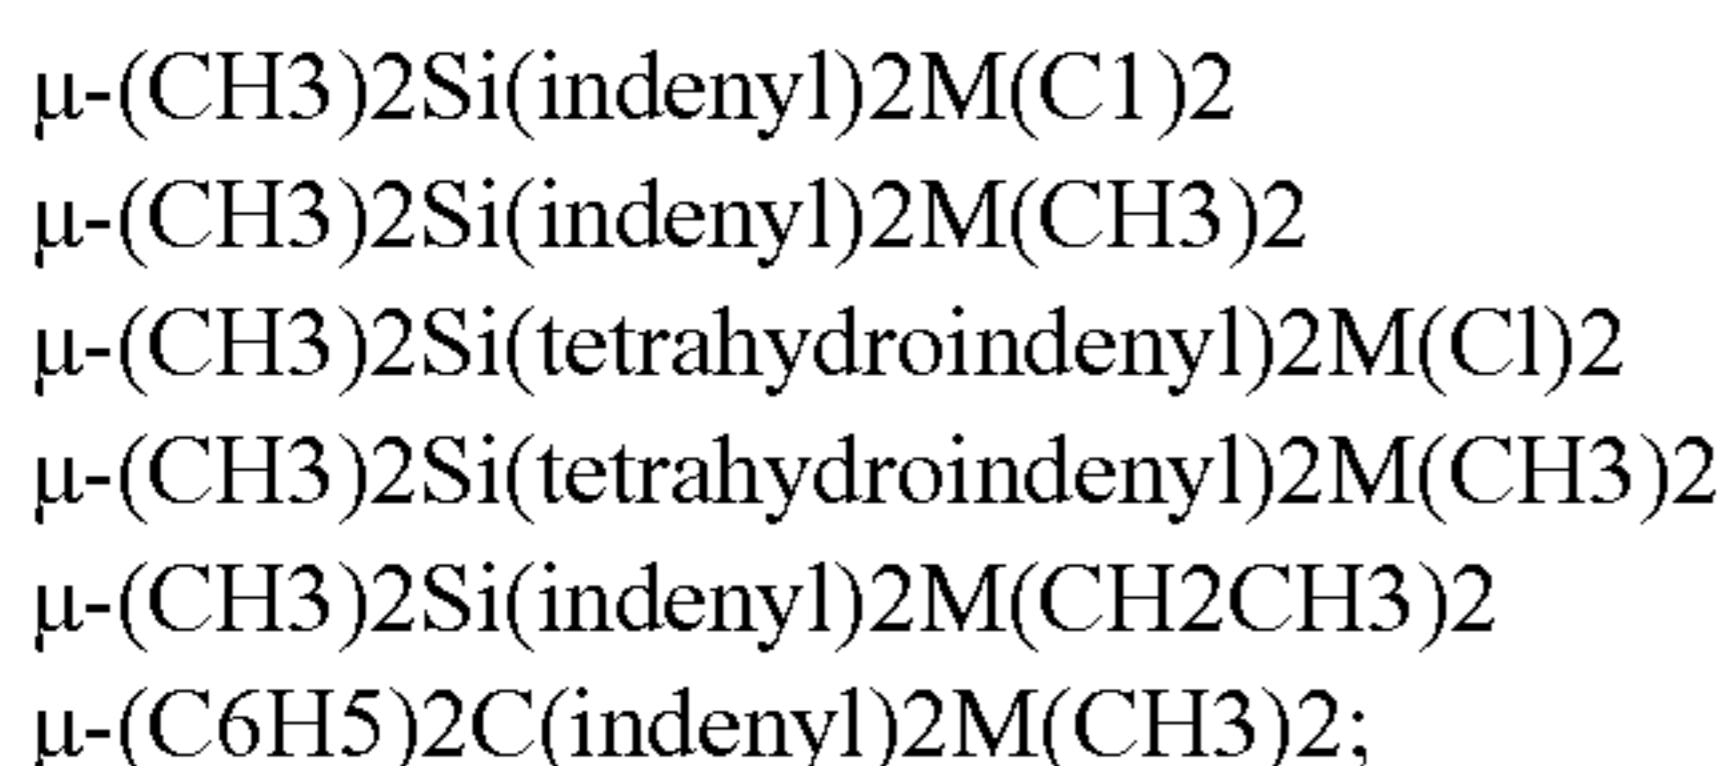 μ-(CH3)2Si(indenyl)2M(C1)2
μ-(CH3)2Si(indenyl)2M(CH3)2
μ-(CH3)2Si(tetrahydroindenyl)2M(Cl)2
μ-(CH3)2Si(tetrahydroindenyl)2M(CH3)2
μ-(CH3)2Si(indenyl)2M(CH2CH3)2
μ-(C6H5)2C(indenyl)2M(CH3)2;